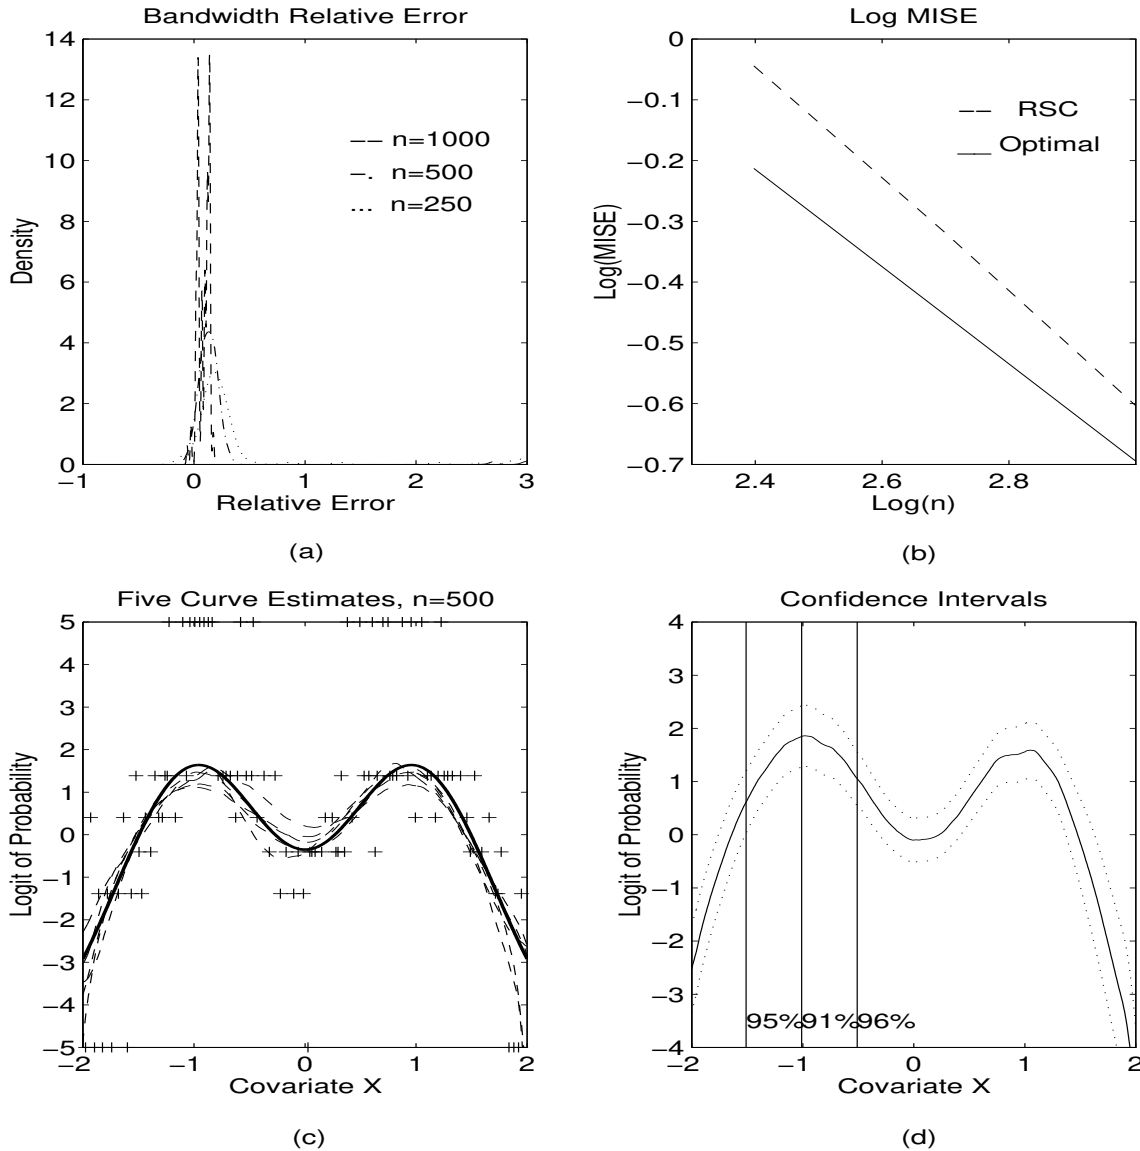 Bandwidth Relative Error
14
12
10
8
6
4
2
0
Density
−− n=1000
−. n=500
... n=250
−1 0 1 2 3
Relative Error
(a)
Log MISE
0
−0.1
−0.2
−0.3
−0.4
−0.5
−0.6
−0.7
Log(MISE)
RSC
Optimal
2.4 2.6 2.8
Log(n)
(b)
Five Curve Estimates, n=500
5
4
3
2
1
0
−1
−2
−3
−4
−5
Logit of Probability
−2 −1 0 1 2
Covariate X
(c)
Confidence Intervals
4
3
2
1
0
−1
−2
−3
−4
Logit of Probability
95% 91% 96%
−2 −1 0 1 2
Covariate X
(d)